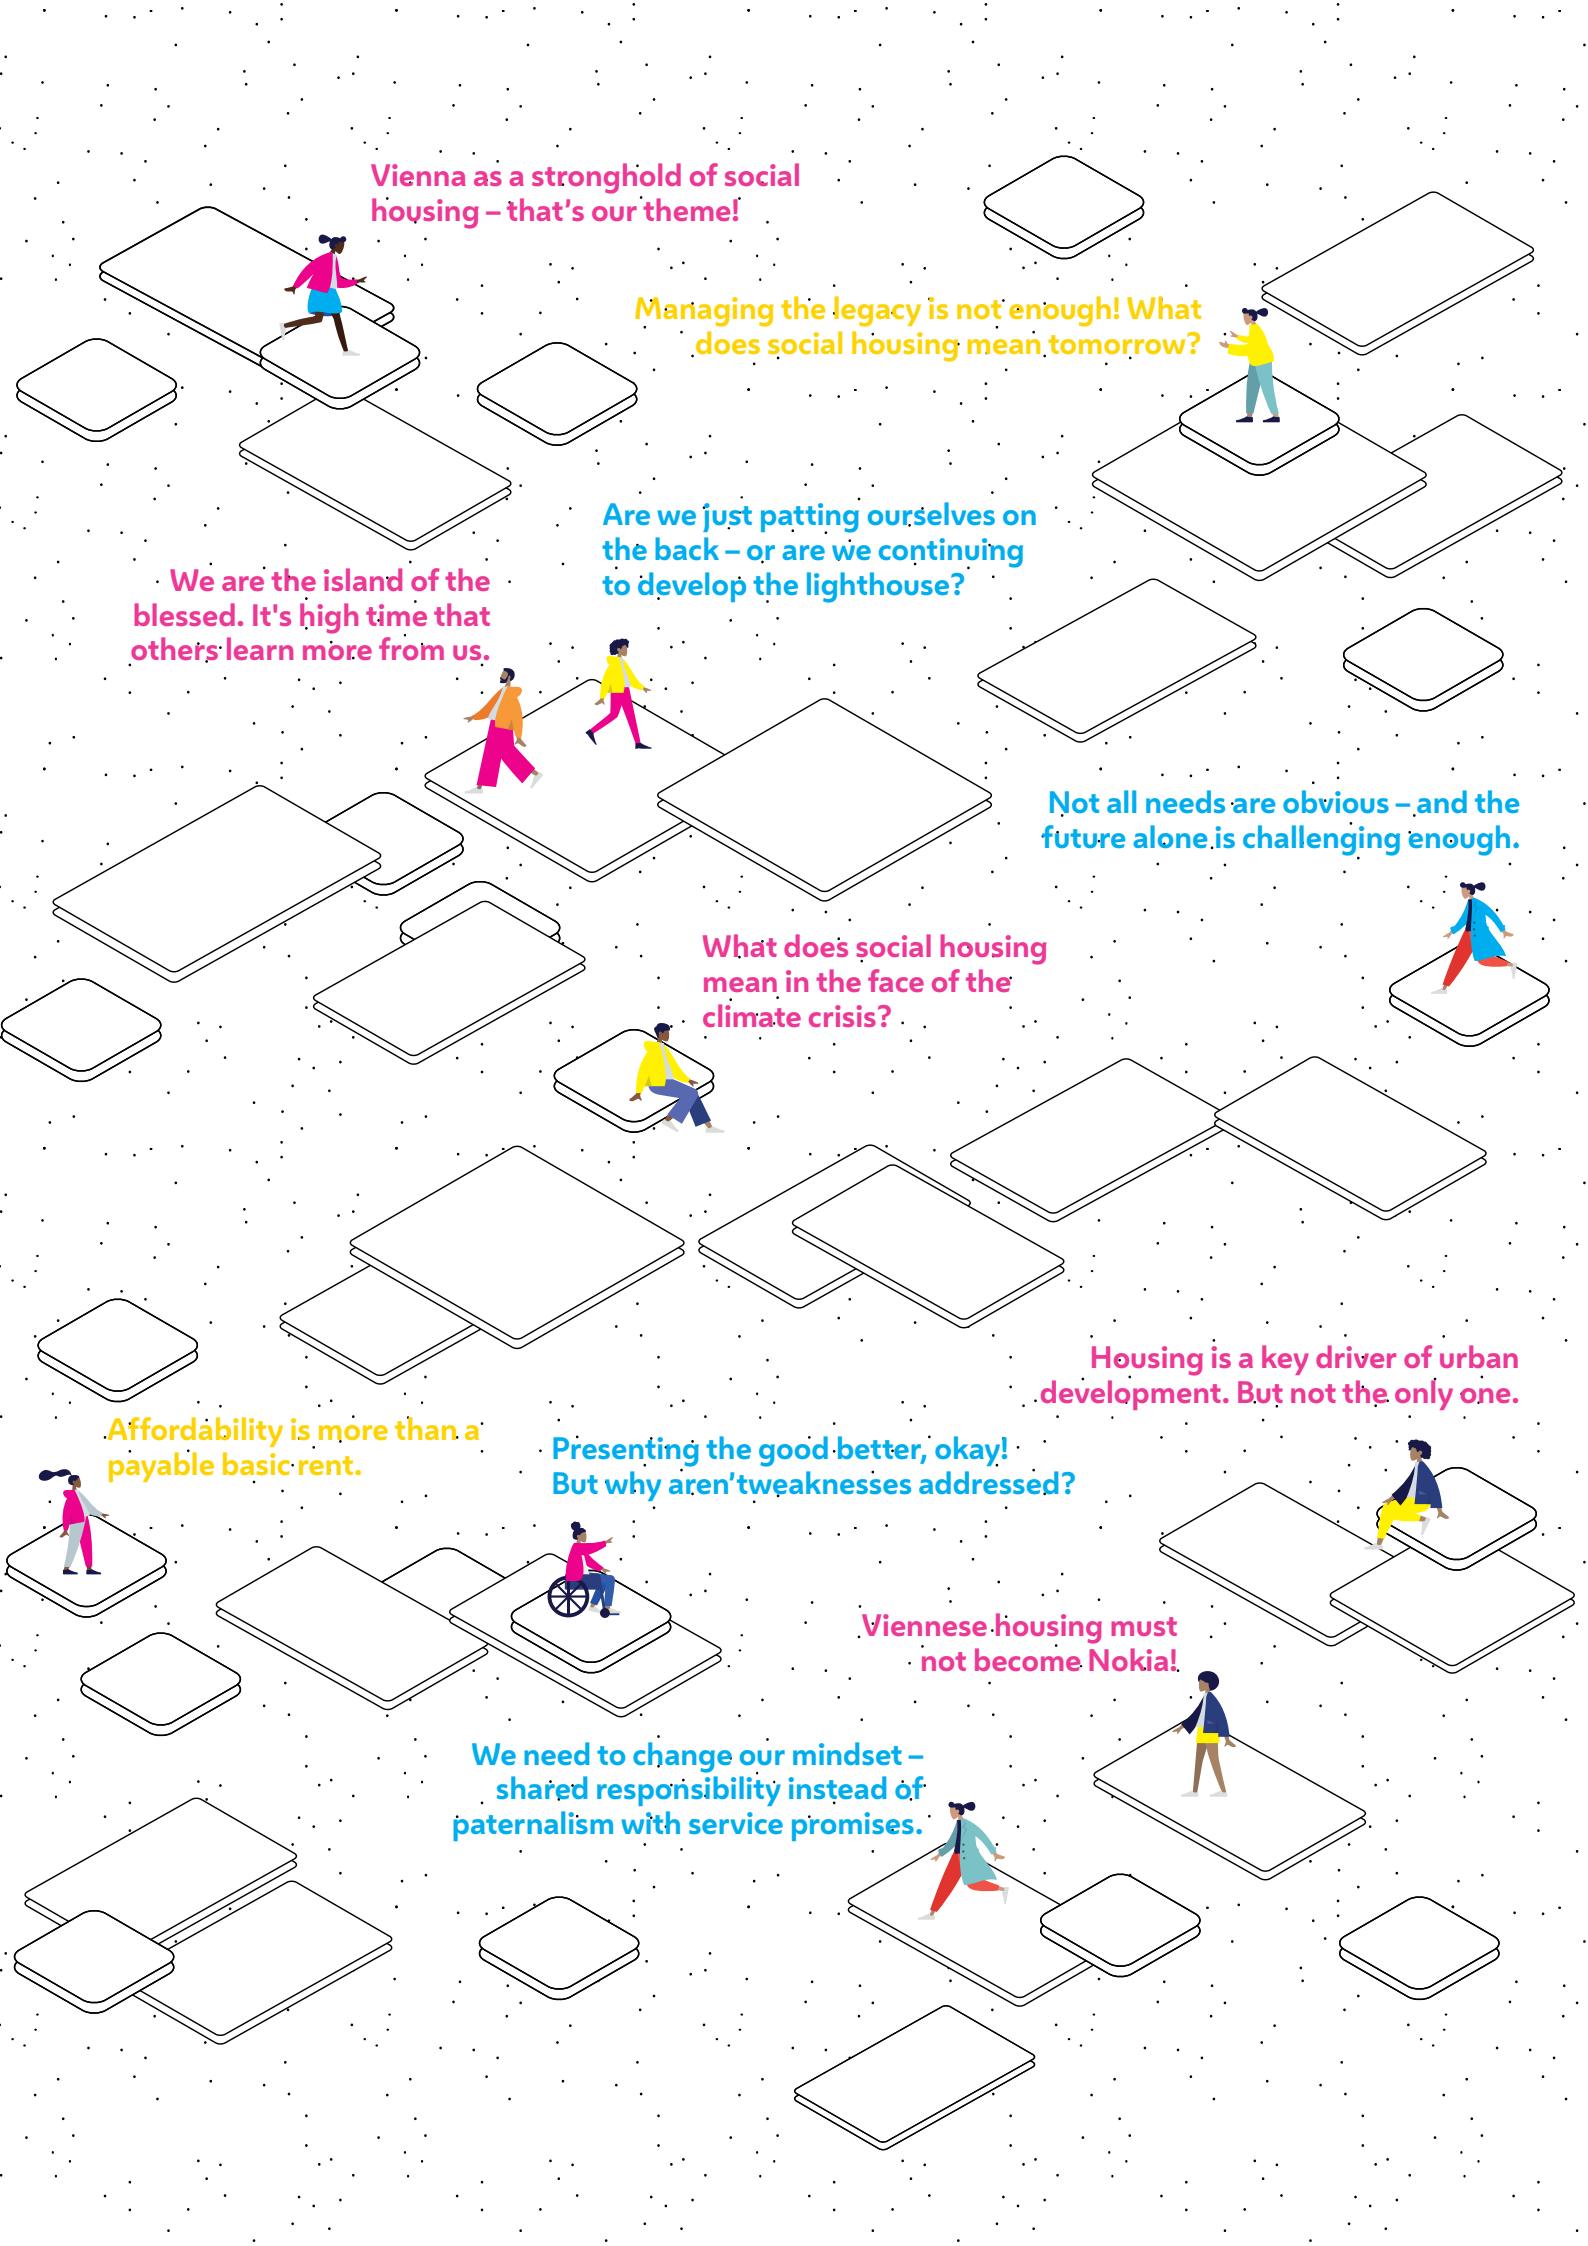 Vienna as a stronghold of social
housing – that’s our theme!
Managing the legacy is not enough! What
does social housing mean tomorrow?
Are we just patting ourselves on
the back – or are we continuing
to develop the lighthouse?
We are the island of the
blessed. It's high time that
others learn more from us.
Not all needs are obvious – and the
future alone is challenging enough.
What does social housing
mean in the face of the
climate crisis?
Housing is a key driver of urban
development. But not the only one.
Affordability is more than a
payable basic rent.
Presenting the good better, okay!
But why aren’tweaknesses addressed?
Viennese housing must
not become Nokia!
We need to change our mindset –
shared responsibility instead of
paternalism with service promises.